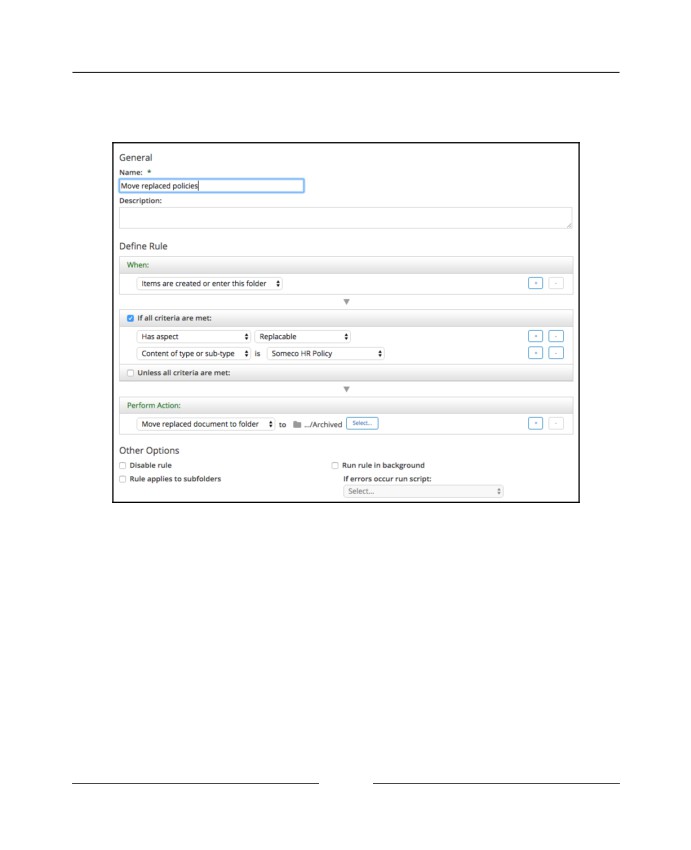 General
Name: *
Move replaced policies
Description:
Define Rule
When:
Items are created or enter this folder
+ -
If all criteria are met:
Has aspect Replacable + -
Content of type or sub-type is Someco HR Policy + -
Unless all criteria are met:
Perform Action:
Move replaced document to folder to .../Archived Select... + -
Other Options
Disable rule Run rule in background
Rule applies to subfolders If errors occur run script:
Select...